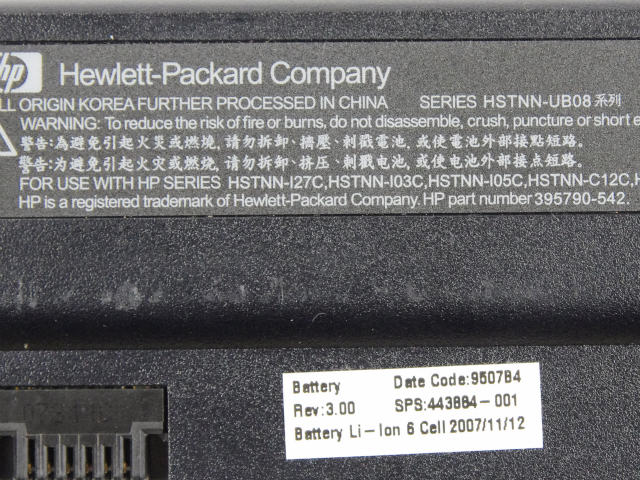 hp Hewlett-Packard Company
LL ORIGIN KOREA FURTHER PROCESSED IN CHINA SERIES HSTNN-UB08 系列
WARNING: To reduce the risk of fire or burns, do not disassemble, crush, puncture or short e
警告:為避免引起火災或燃燒, 請勿拆卸、擠壓、刺戳電池, 或使電池外部接點短路.
警告:为避免引起火灾或燃烧, 请勿拆卸、挤压、刺戳电池, 或使电池外部接点短路.
FOR USE WITH HP SERIES HSTNN-I27C,HSTNN-I03C,HSTNN-I05C,HSTNN-C12C,H
HP is a registered trademark of Hewlett-Packard Company. HP part number 395790-542.
Battery Date Code:9507B4
Rev:3.00 SPS:443884-001
Battery Li-Ion 6 Cell 2007/11/12